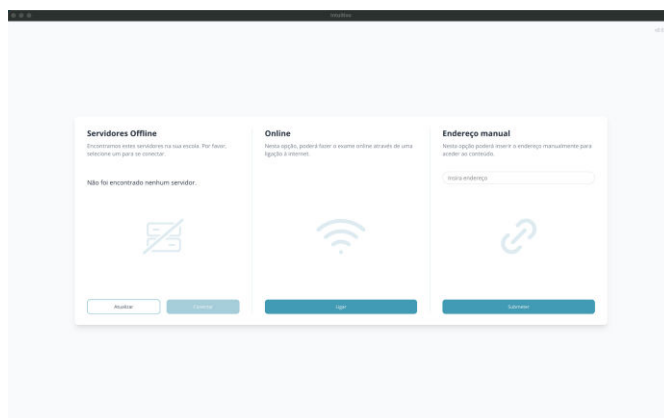 Servidores Offline
Encontramos estes servidores na sua escola. Por favor,
selecione um para se conectar.
Não foi encontrado nenhum servidor.
Atualizar
Online
Nesta opção, poderá fazer o exame online através de uma
ligação à internet.
Ligar
Endereço manual
Nesta opção poderá inserir o endereço manualmente para
aceder ao conteúdo.
Insira endereço
Submeter